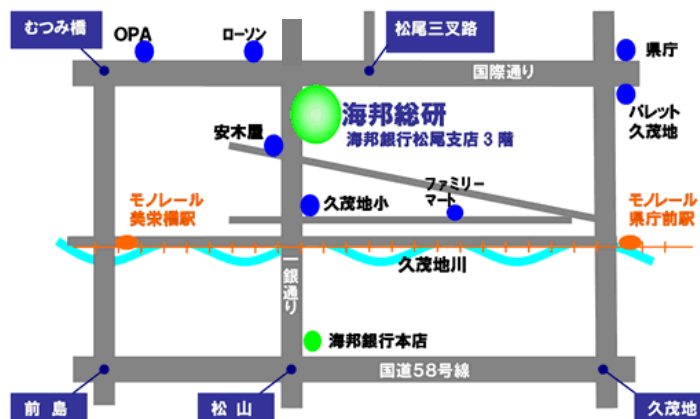 むつみ橋
OPA
ローソン
松尾三叉路
県庁
国際通り
海邦総研
海邦銀行松尾支店３階
パレット
久茂地
安木屋
ファミリー
マート
久茂地小
モノレール
美栄橋駅
モノレール
県庁前駅
久茂地川
一銀通り
海邦銀行本店
国道58号線
前島
松山
久茂地